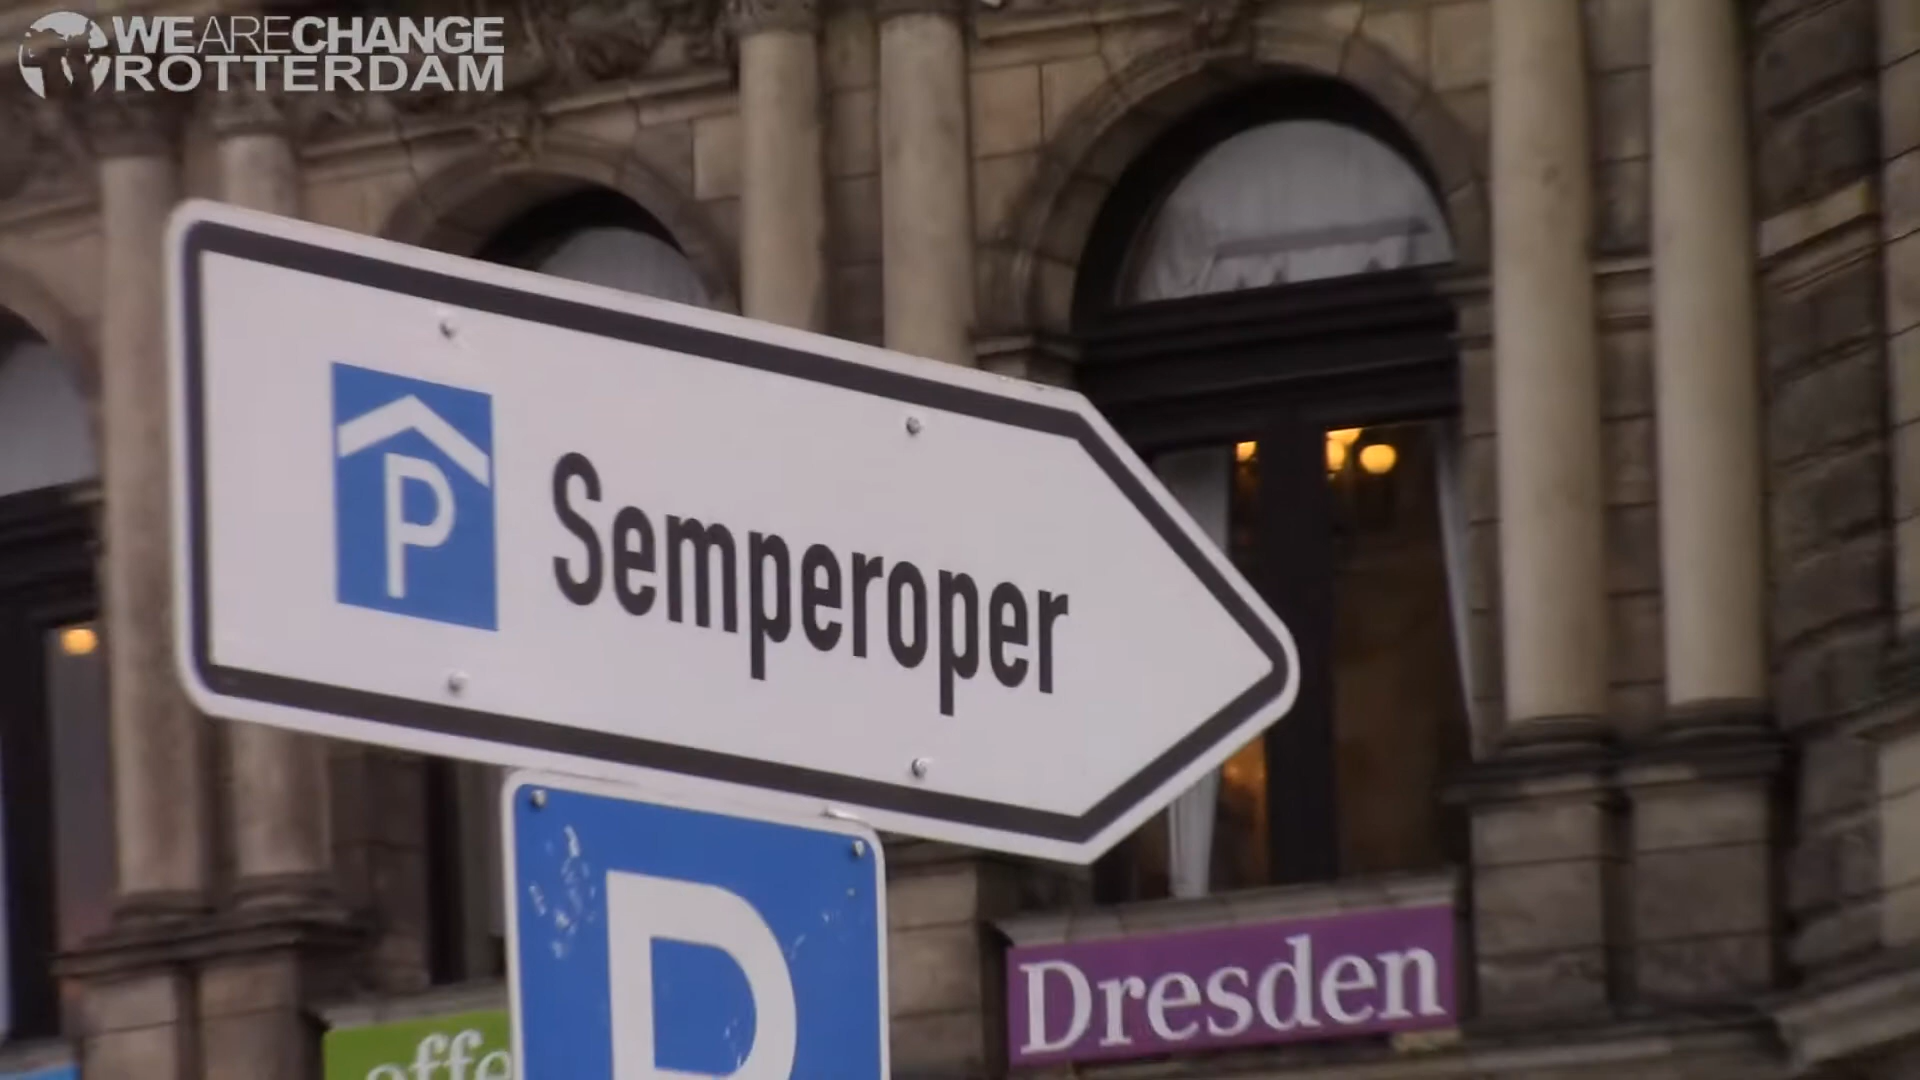 WEARECHANGE
ROTTERDAM
P
Semperoper
P
Dresden